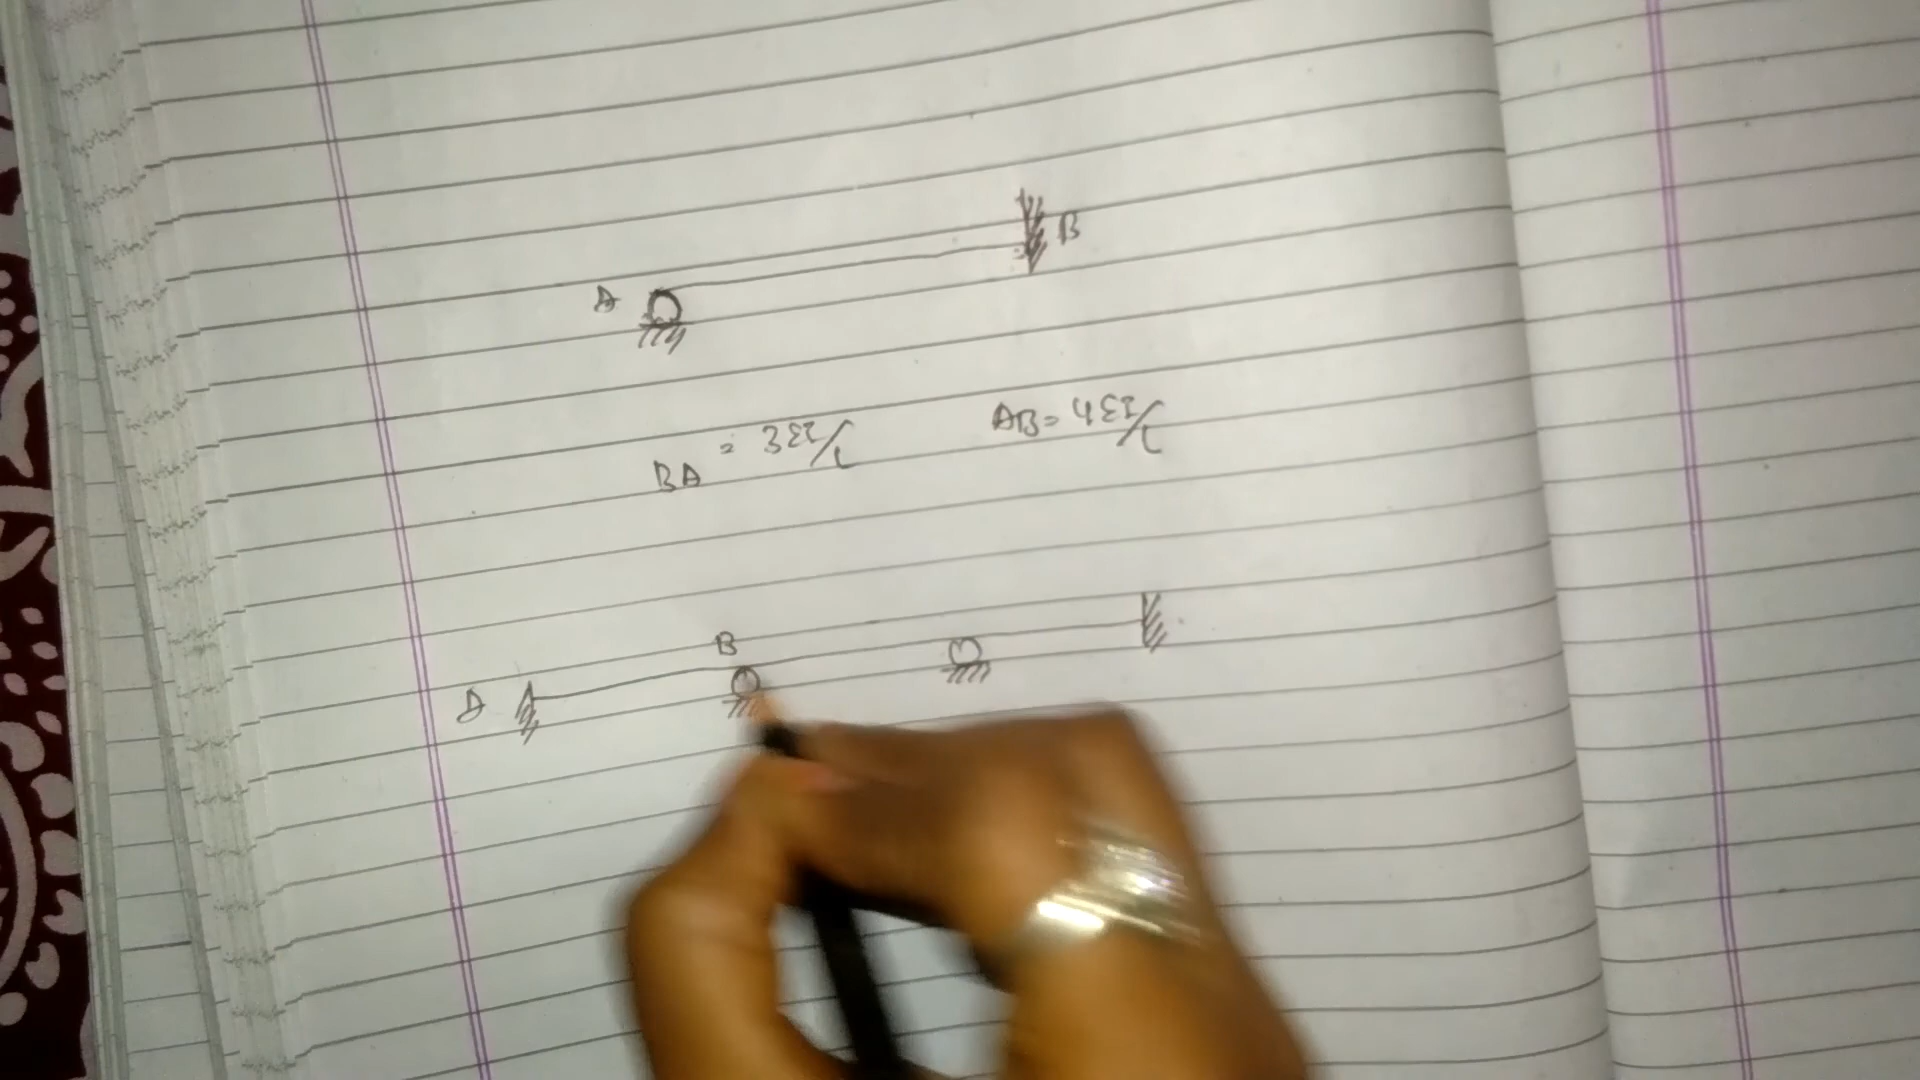 A B
BA = 3EI/L AB = 4EI/L
B
A